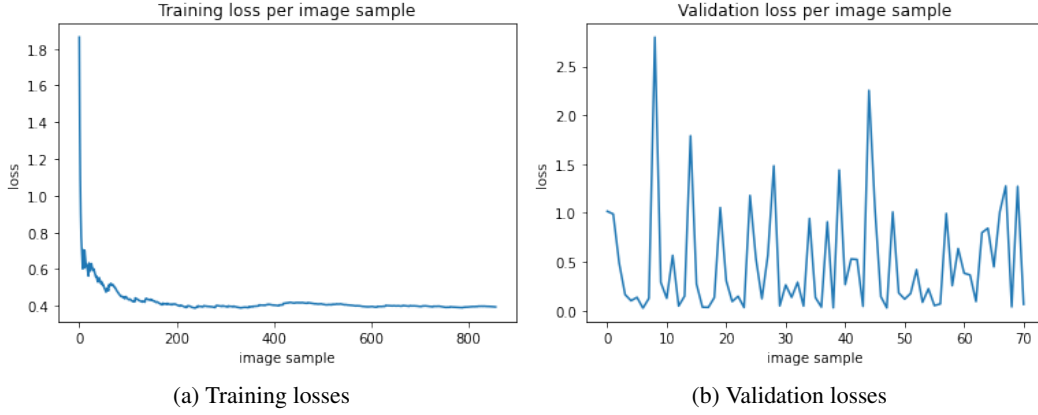 Training loss per image sample
1.8
1.6
1.4
1.2
1.0
0.8
0.6
0.4
loss
0 200 400 600 800
image sample
(a) Training losses
Validation loss per image sample
2.5
2.0
1.5
1.0
0.5
0.0
loss
0 10 20 30 40 50 60 70
image sample
(b) Validation losses